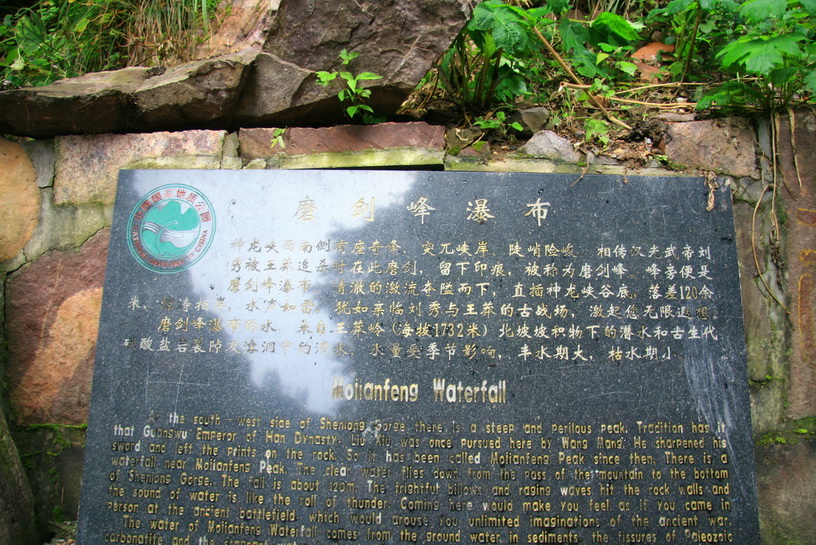 磨剑峰瀑布
神龙峡西南侧有座奇峰，突兀峡岸，陡峭险峻。相传汉光武帝刘
秀被王莽追杀时在此磨剑，留下印痕，被称为磨剑峰。峰旁便是
磨剑峰瀑布，清澈的激流奔隘而下，直插神龙峡谷底，落差120余
米、水声如雷，犹如亲临刘秀与王莽的古战场，激起您无限遐想。
磨剑峰瀑布的水，来自王莽岭（海拔1732米）北坡坡积物下的潜水和古生代
碳酸盐岩裂隙及溶洞中的滞水，水量受季节影响，丰水期大，枯水期小。
Molianfeng Waterfall
At the south west side of Shenlong Gorge there is a steep and perilous peak. Tradition has it
that Guangwu Emperor of Han Dynasty, Liu Xiu, was once pursued here by Wang Mang. He sharpened his
sword and left the prints on the rock. So it has been called Molianfeng Peak since then. There is a
waterfall near Molianfeng Peak. The clear water flies down from the pass of the mountain to the bottom
of Shenlong Gorge. The fall is about 120m. The frightful billows and raging waves hit the rock walls and
the sound of water is like the roll of thunder. Coming here would make you feel as if you came in
person at the ancient battlefield, which would arouse you unlimited imaginations of the ancient war.
The water of Molianfeng Waterfall comes from the ground water in sediments, the fissures of Paleozoic
carbonatite and the stagnant